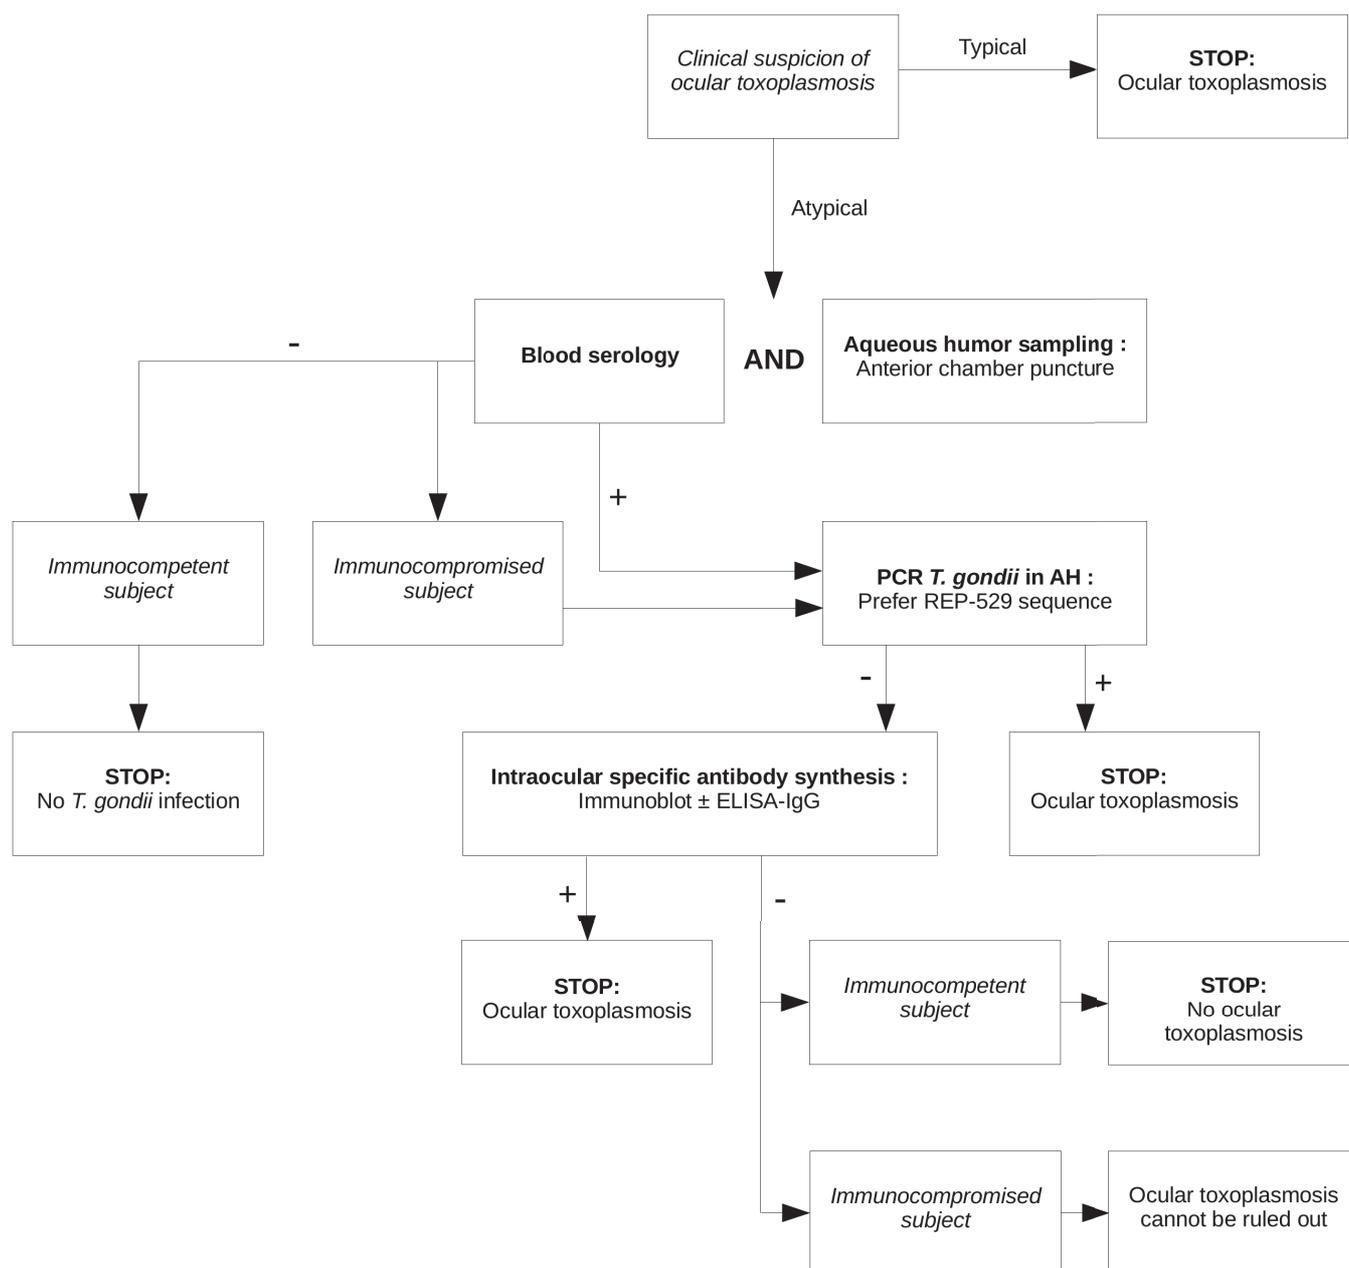 Clinical suspicion of
ocular toxoplasmosis
Typical
STOP:
Ocular toxoplasmosis
Atypical
-
Blood serology
AND
Aqueous humor sampling :
Anterior chamber puncture
+
Immunocompetent
subject
Immunocompromised
subject
PCR T. gondii in AH :
Prefer REP-529 sequence
-
+
STOP:
No T. gondii infection
Intraocular specific antibody synthesis :
Immunoblot ± ELISA-IgG
STOP:
Ocular toxoplasmosis
+
-
STOP:
Ocular toxoplasmosis
Immunocompetent
subject
STOP:
No ocular
toxoplasmosis
Immunocompromised
subject
Ocular toxoplasmosis
cannot be ruled out